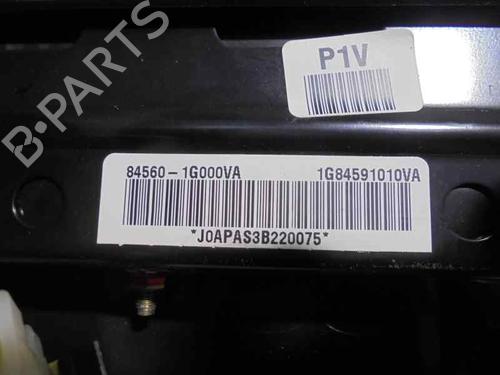 B-PARTS
P1V
84560-1G000VA 1G84591010VA
*J0APAS3B220075*